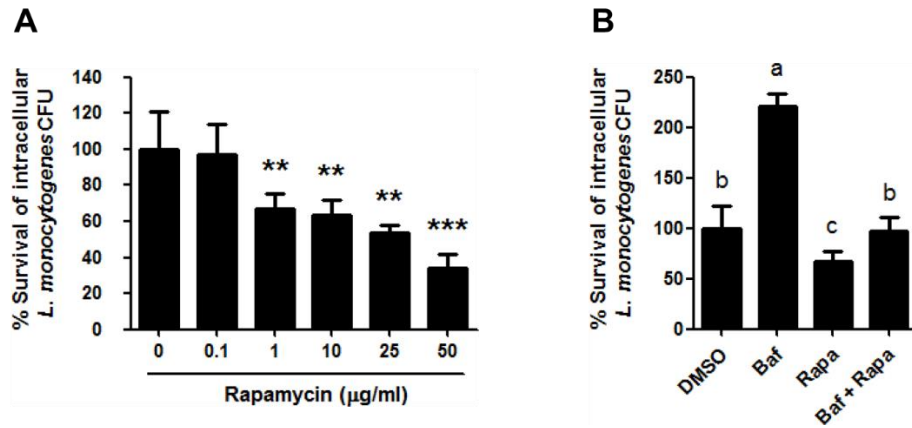 A
% Survival of intracellular
L. monocytogenes CFU
140
120
100
80
60
40
20
0
**
**
**
***
0 0.1 1 10 25 50
Rapamycin (μg/ml)
B
% Survival of intracellular
L. monocytogenes CFU
250
200
150
100
50
0
b
a
c
b
DMSO
Baf
Rapa
Baf + Rapa